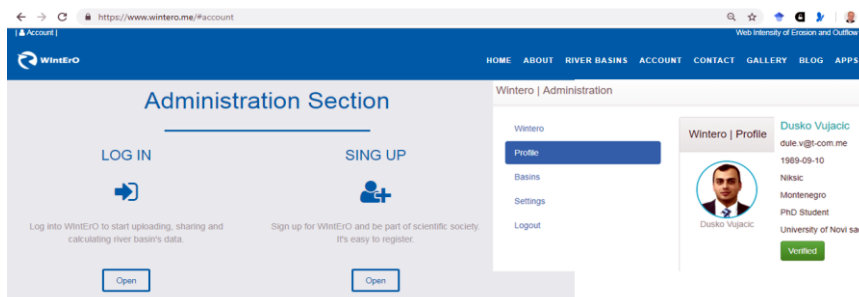 https://www.wintero.me/#account
| Account |
Web Intensity of Erosion and Outflow
WIntErO
HOME ABOUT RIVER BASINS ACCOUNT CONTACT GALLERY BLOG APPS
Administration Section
LOG IN
Log into WIntErO to start uploading, sharing and
calculating river basin's data.
Open
SING UP
Sign up for WIntErO and be part of scientific society.
It's easy to register.
Open
Wintero | Administration
Wintero
Profile
Basins
Settings
Logout
Wintero | Profile
Dusko Vujacic
Dusko Vujacic
dule.v@t-com.me
1989-09-10
Niksic
Montenegro
PhD Student
University of Novi sa
Verified